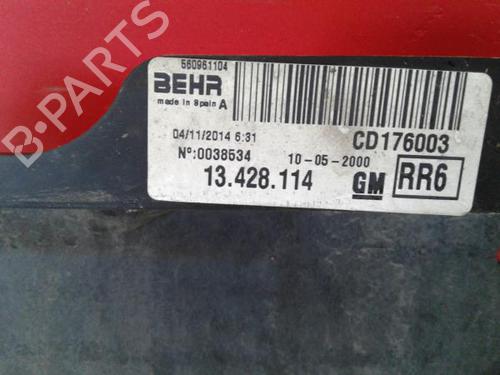 560961104
BEHR
made in Spain A
04/11/2014 6:31
CD176003
Nº:0038534
10-05-2000
13.428.114
GM
RR6
B-PARTS